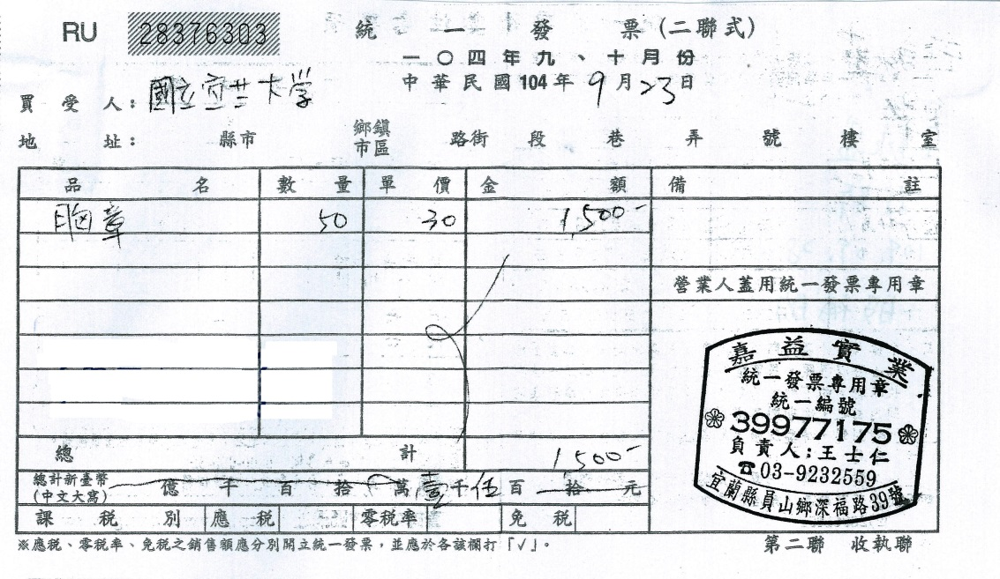 RU 28376303 統一發票(二聯式)
一〇四年九、十月份
中華民國104年9月23日
買受人:國立宜兰大学
地址: 縣市 鄉鎮市區 路街 段 巷 弄 號 樓 室
品名 數量 單價 金額 備註
胸章 50 30 1,500-
營業人蓋用統一發票專用章
嘉益實業
統一發票專用章
統一編號
39977175
負責人:王士仁
☎03-9232559
宜蘭縣員山鄉深福路39號
總計 1,500-
總計新臺幣(中文大寫) 億 千 百 拾 萬 壹 千 伍 百 拾 元
課稅別 應稅 零稅率 免稅
※應稅、零稅率、免稅之銷售額應分別開立統一發票,並應於各該欄打「√」。
第二聯 收執聯